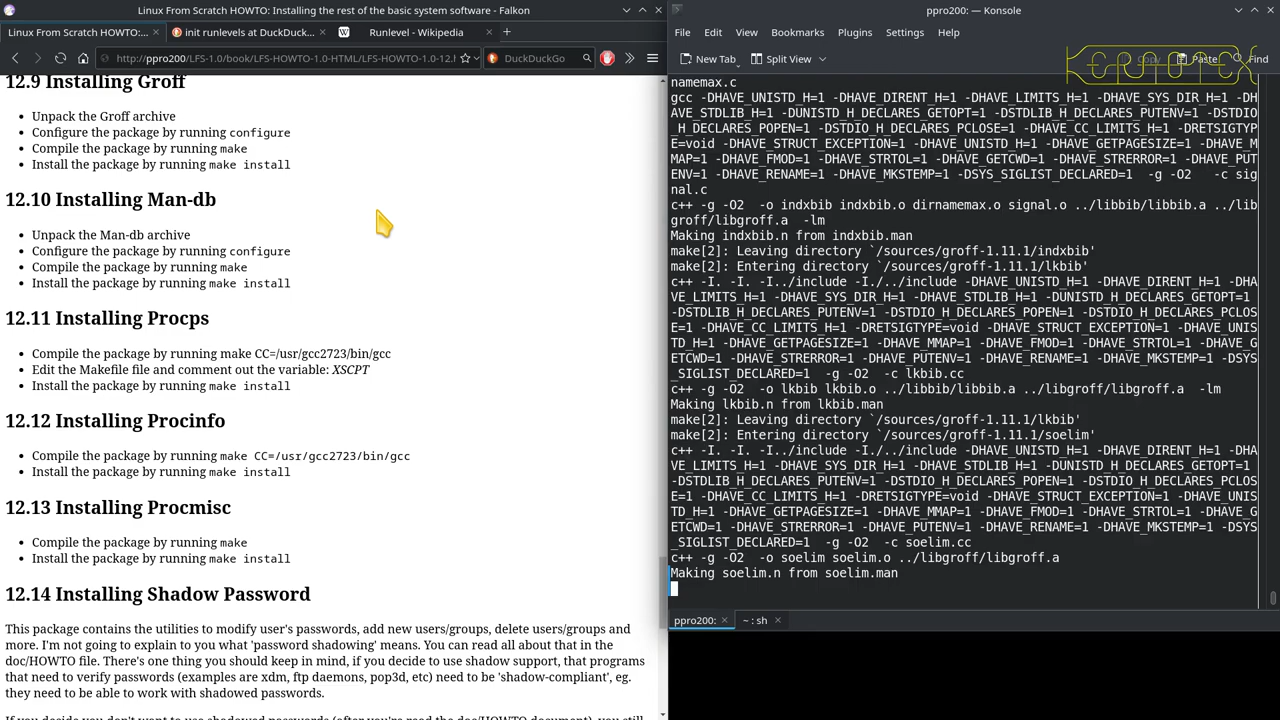 Linux From Scratch HOWTO: Installing the rest of the basic system software - Falkon
Linux From Scratch HOWTO:...
init runlevels at DuckDuck...
Runlevel - Wikipedia
http://ppro200/LFS-1.0/book/LFS-HOWTO-1.0-HTML/LFS-HOWTO-1.0-12.h
DuckDuckGo
12.9 Installing Groff
Unpack the Groff archive
Configure the package by running configure
Compile the package by running make
Install the package by running make install
12.10 Installing Man-db
Unpack the Man-db archive
Configure the package by running configure
Compile the package by running make
Install the package by running make install
12.11 Installing Procps
Compile the package by running make CC=/usr/gcc2723/bin/gcc
Edit the Makefile file and comment out the variable: XSCPT
Install the package by running make install
12.12 Installing Procinfo
Compile the package by running make CC=/usr/gcc2723/bin/gcc
Install the package by running make install
12.13 Installing Procmisc
Compile the package by running make
Install the package by running make install
12.14 Installing Shadow Password
This package contains the utilities to modify user's passwords, add new users/groups, delete users/groups and
more. I'm not going to explain to you what 'password shadowing' means. You can read all about that in the
doc/HOWTO file. There's one thing you should keep in mind, if you decide to use shadow support, that programs
that need to verify passwords (examples are xdm, ftp daemons, pop3d, etc) need to be 'shadow-compliant', eg.
they need to be able to work with shadowed passwords.
If you decide you don't want to use shadowed passwords (after you're read the doc/HOWTO document), you still
ppro200: — Konsole
File Edit View Bookmarks Plugins Settings Help
New Tab
Split View
Copy
Paste
Find
namemax.c
gcc -DHAVE_UNISTD_H=1 -DHAVE_DIRENT_H=1 -DHAVE_LIMITS_H=1 -DHAVE_SYS_DIR_H=1 -DH
AVE_STDLIB_H=1 -DUNISTD_H_DECLARES_GETOPT=1 -DSTDLIB_H_DECLARES_PUTENV=1 -DSTDIO
_H_DECLARES_POPEN=1 -DSTDIO_H_DECLARES_PCLOSE=1 -DHAVE_CC_LIMITS_H=1 -DRETSIGTYP
E=void -DHAVE_STRUCT_EXCEPTION=1 -DHAVE_UNISTD_H=1 -DHAVE_GETPAGESIZE=1 -DHAVE_M
MAP=1 -DHAVE_FMOD=1 -DHAVE_STRTOL=1 -DHAVE_GETCWD=1 -DHAVE_STRERROR=1 -DHAVE_PUT
ENV=1 -DHAVE_RENAME=1 -DHAVE_MKSTEMP=1 -DSYS_SIGLIST_DECLARED=1  -g -O2  -c sig
nal.c
c++ -g -O2  -o indxbib indxbib.o dirnamemax.o signal.o ../libbib/libbib.a ../lib
groff/libgroff.a  -lm
Making indxbib.n from indxbib.man
make[2]: Leaving directory `/sources/groff-1.11.1/indxbib'
make[2]: Entering directory `/sources/groff-1.11.1/lkbib'
c++ -I. -I. -I../include -I./../include -DHAVE_UNISTD_H=1 -DHAVE_DIRENT_H=1 -DHA
VE_LIMITS_H=1 -DHAVE_SYS_DIR_H=1 -DHAVE_STDLIB_H=1 -DUNISTD_H_DECLARES_GETOPT=1
-DSTDLIB_H_DECLARES_PUTENV=1 -DSTDIO_H_DECLARES_POPEN=1 -DSTDIO_H_DECLARES_PCLOS
E=1 -DHAVE_CC_LIMITS_H=1 -DRETSIGTYPE=void -DHAVE_STRUCT_EXCEPTION=1 -DHAVE_UNIS
TD_H=1 -DHAVE_GETPAGESIZE=1 -DHAVE_MMAP=1 -DHAVE_FMOD=1 -DHAVE_STRTOL=1 -DHAVE_G
ETCWD=1 -DHAVE_STRERROR=1 -DHAVE_PUTENV=1 -DHAVE_RENAME=1 -DHAVE_MKSTEMP=1 -DSYS
_SIGLIST_DECLARED=1  -g -O2 -c lkbib.cc
c++ -g -O2  -o lkbib lkbib.o ../libbib/libbib.a ../libgroff/libgroff.a  -lm
Making lkbib.n from lkbib.man
make[2]: Leaving directory `/sources/groff-1.11.1/lkbib'
make[2]: Entering directory `/sources/groff-1.11.1/soelim'
c++ -I. -I. -I../include -I./../include -DHAVE_UNISTD_H=1 -DHAVE_DIRENT_H=1 -DHA
VE_LIMITS_H=1 -DHAVE_SYS_DIR_H=1 -DHAVE_STDLIB_H=1 -DUNISTD_H_DECLARES_GETOPT=1
-DSTDLIB_H_DECLARES_PUTENV=1 -DSTDIO_H_DECLARES_POPEN=1 -DSTDIO_H_DECLARES_PCLOS
E=1 -DHAVE_CC_LIMITS_H=1 -DRETSIGTYPE=void -DHAVE_STRUCT_EXCEPTION=1 -DHAVE_UNIS
TD_H=1 -DHAVE_GETPAGESIZE=1 -DHAVE_MMAP=1 -DHAVE_FMOD=1 -DHAVE_STRTOL=1 -DHAVE_G
ETCWD=1 -DHAVE_STRERROR=1 -DHAVE_PUTENV=1 -DHAVE_RENAME=1 -DHAVE_MKSTEMP=1 -DSYS
_SIGLIST_DECLARED=1  -g -O2 -c soelim.cc
c++ -g -O2  -o soelim soelim.o ../libgroff/libgroff.a
Making soelim.n from soelim.man
ppro200:
~ : sh